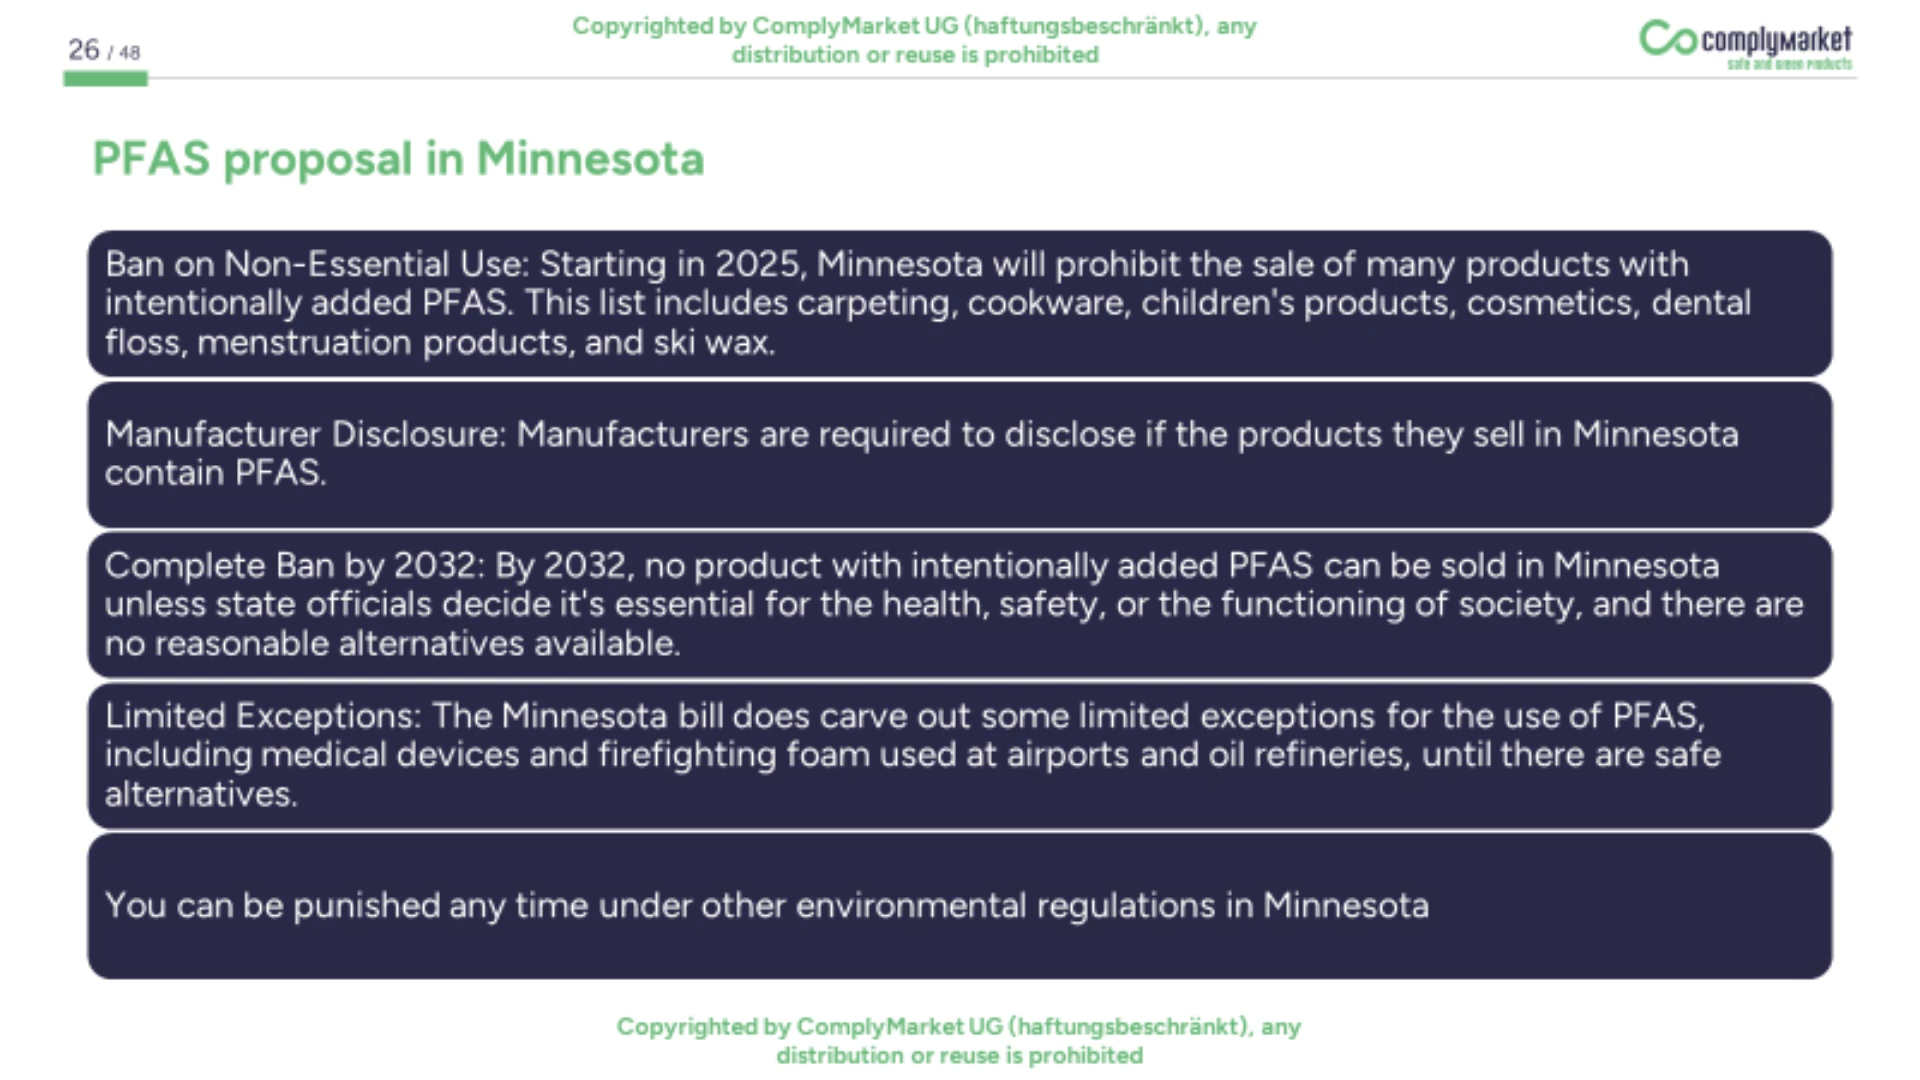 Copyrighted by ComplyMarket UG (haftungsbeschränkt), any
distribution or reuse is prohibited
26 / 48
complymarket
safe and green products
PFAS proposal in Minnesota
Ban on Non-Essential Use: Starting in 2025, Minnesota will prohibit the sale of many products with
intentionally added PFAS. This list includes carpeting, cookware, children's products, cosmetics, dental
floss, menstruation products, and ski wax.
Manufacturer Disclosure: Manufacturers are required to disclose if the products they sell in Minnesota
contain PFAS.
Complete Ban by 2032: By 2032, no product with intentionally added PFAS can be sold in Minnesota
unless state officials decide it's essential for the health, safety, or the functioning of society, and there are
no reasonable alternatives available.
Limited Exceptions: The Minnesota bill does carve out some limited exceptions for the use of PFAS,
including medical devices and firefighting foam used at airports and oil refineries, until there are safe
alternatives.
You can be punished any time under other environmental regulations in Minnesota
Copyrighted by ComplyMarket UG (haftungsbeschränkt), any
distribution or reuse is prohibited